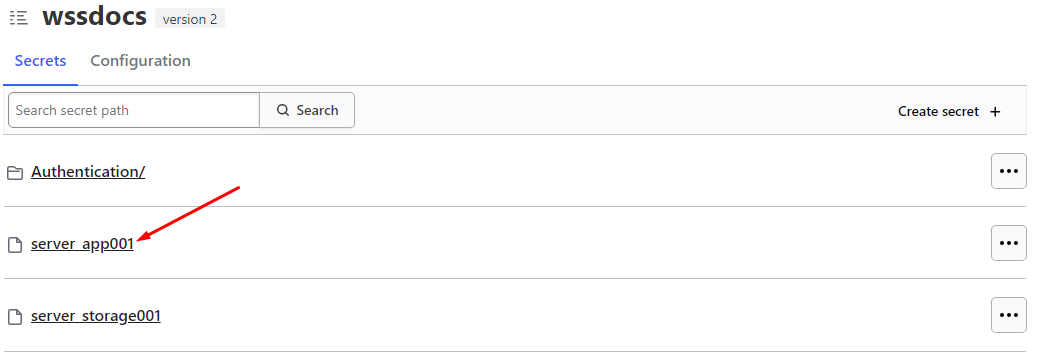 wssdocs version 2
Secrets Configuration
Search secret path Search Create secret +
Authentication/
server_app001
server_storage001